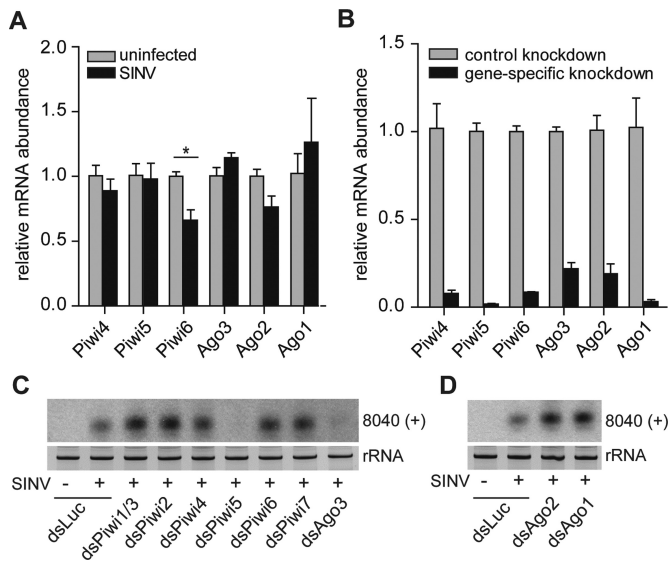 A
uninfected
SINV
relative mRNA abundance
2.0
1.5
1.0
0.5
0.0
*
Piwi4 Piwi5 Piwi6 Ago3 Ago2 Ago1
B
control knockdown
gene-specific knockdown
relative mRNA abundance
1.5
1.0
0.5
0.0
Piwi4 Piwi5 Piwi6 Ago3 Ago2 Ago1
C
8040 (+)
rRNA
SINV - + + + + + + + +
dsLuc dsPiwi1/3 dsPiwi2 dsPiwi4 dsPiwi5 dsPiwi6 dsPiwi7 dsAgo3
D
8040 (+)
rRNA
SINV - + + +
dsLuc dsAgo2 dsAgo1